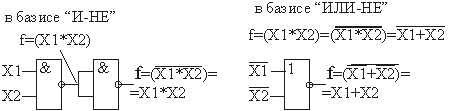 в базисе “И-НЕ”
f=(X1*X2)
X1
&
&
X2
f=(X1*X2)=
=X1*X2
в базисе “ИЛИ-НЕ”
f=(X1*X2)=(X1*X2)=X1+X2
X1
1
X2
f=(X1+X2)=
=X1+X2